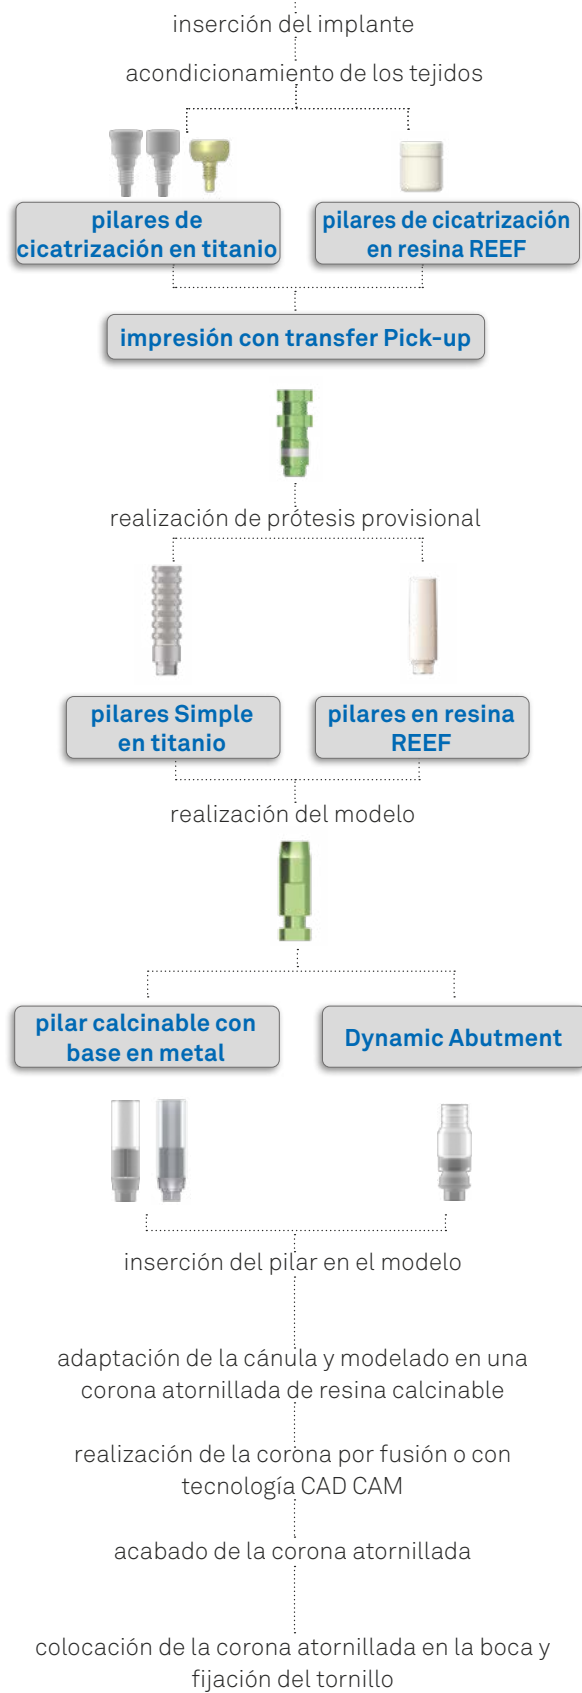 inserción del implante
acondicionamiento de los tejidos
pilares de
cicatrización en titanio
pilares de cicatrización
en resina REEF
impresión con transfer Pick-up
realización de prótesis provisional
pilares Simple
en titanio
pilares en resina
REEF
realización del modelo
pilar calcinable con
base en metal
Dynamic Abutment
inserción del pilar en el modelo
adaptación de la cánula y modelado en una
corona atornillada de resina calcinable
realización de la corona por fusión o con
tecnología CAD CAM
acabado de la corona atornillada
colocación de la corona atornillada en la boca y
fijación del tornillo